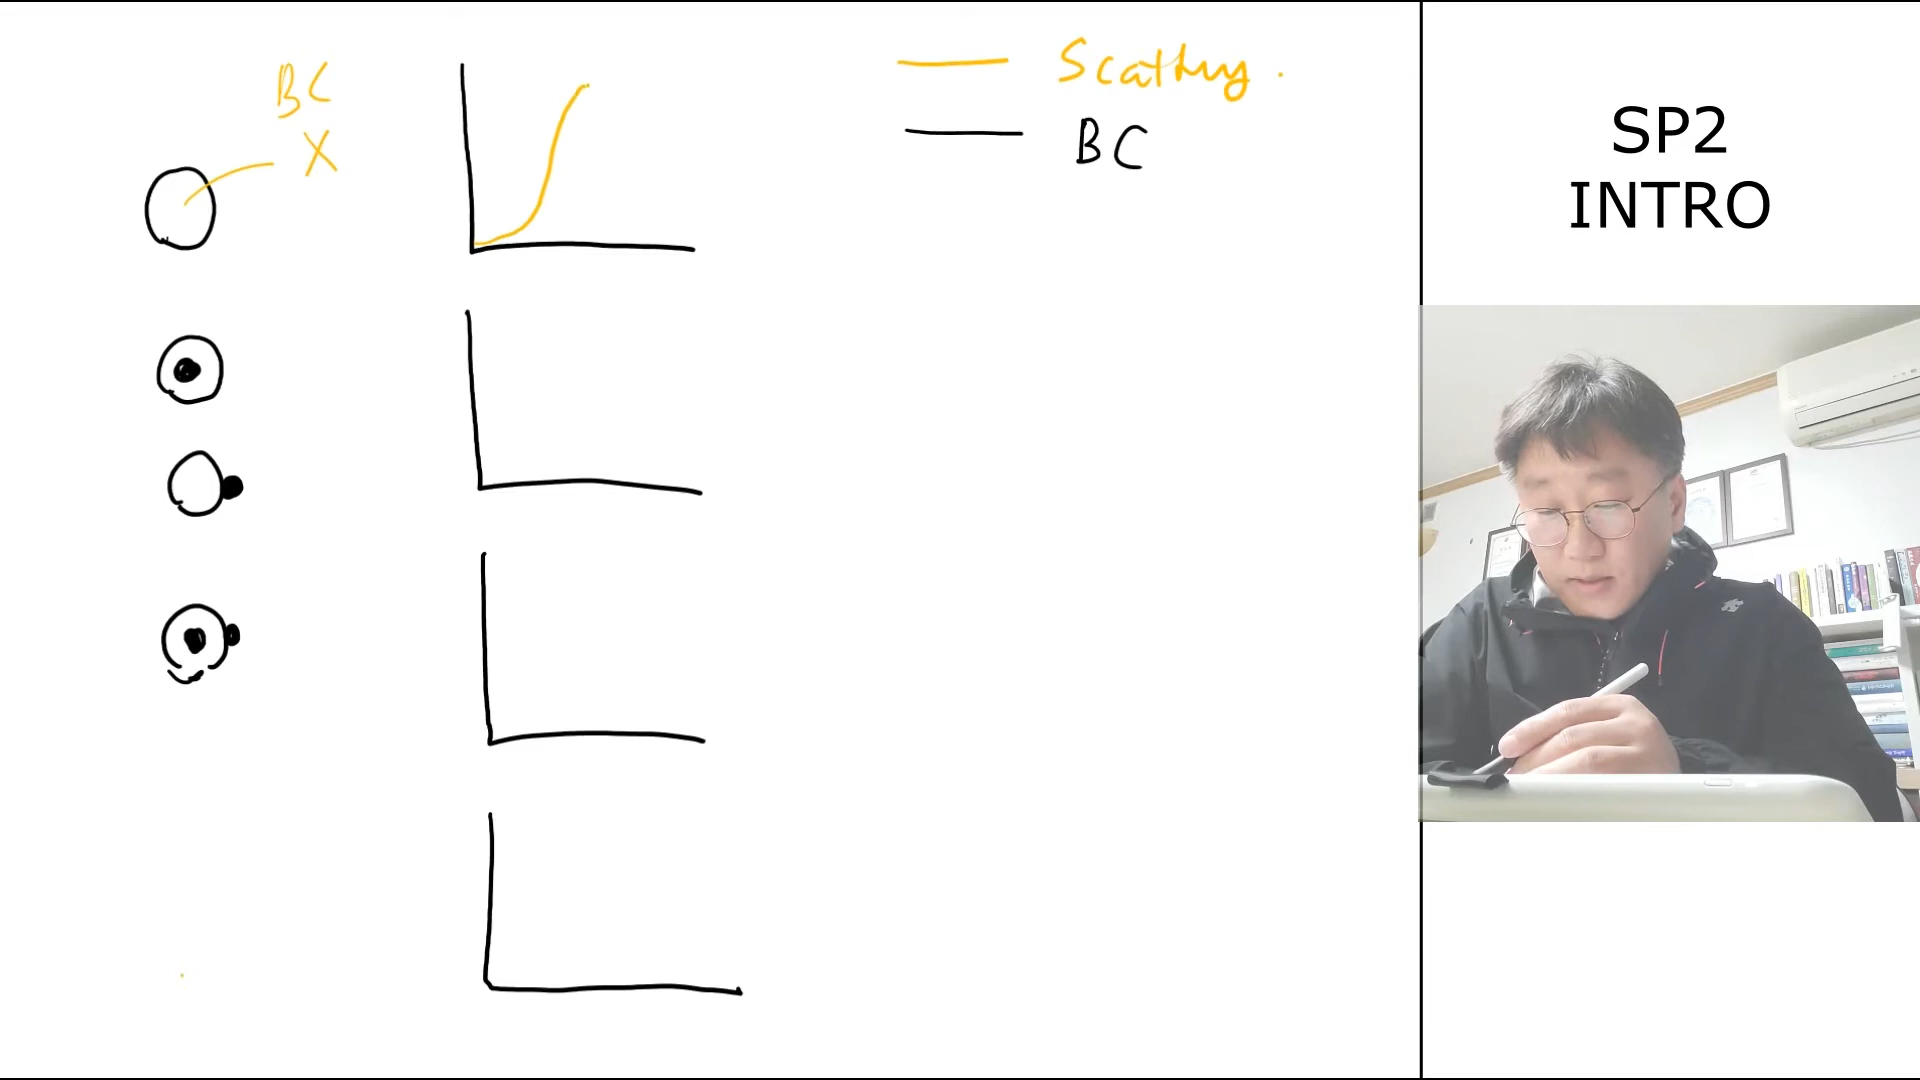 BC
X
Scattering.
BC
SP2
INTRO